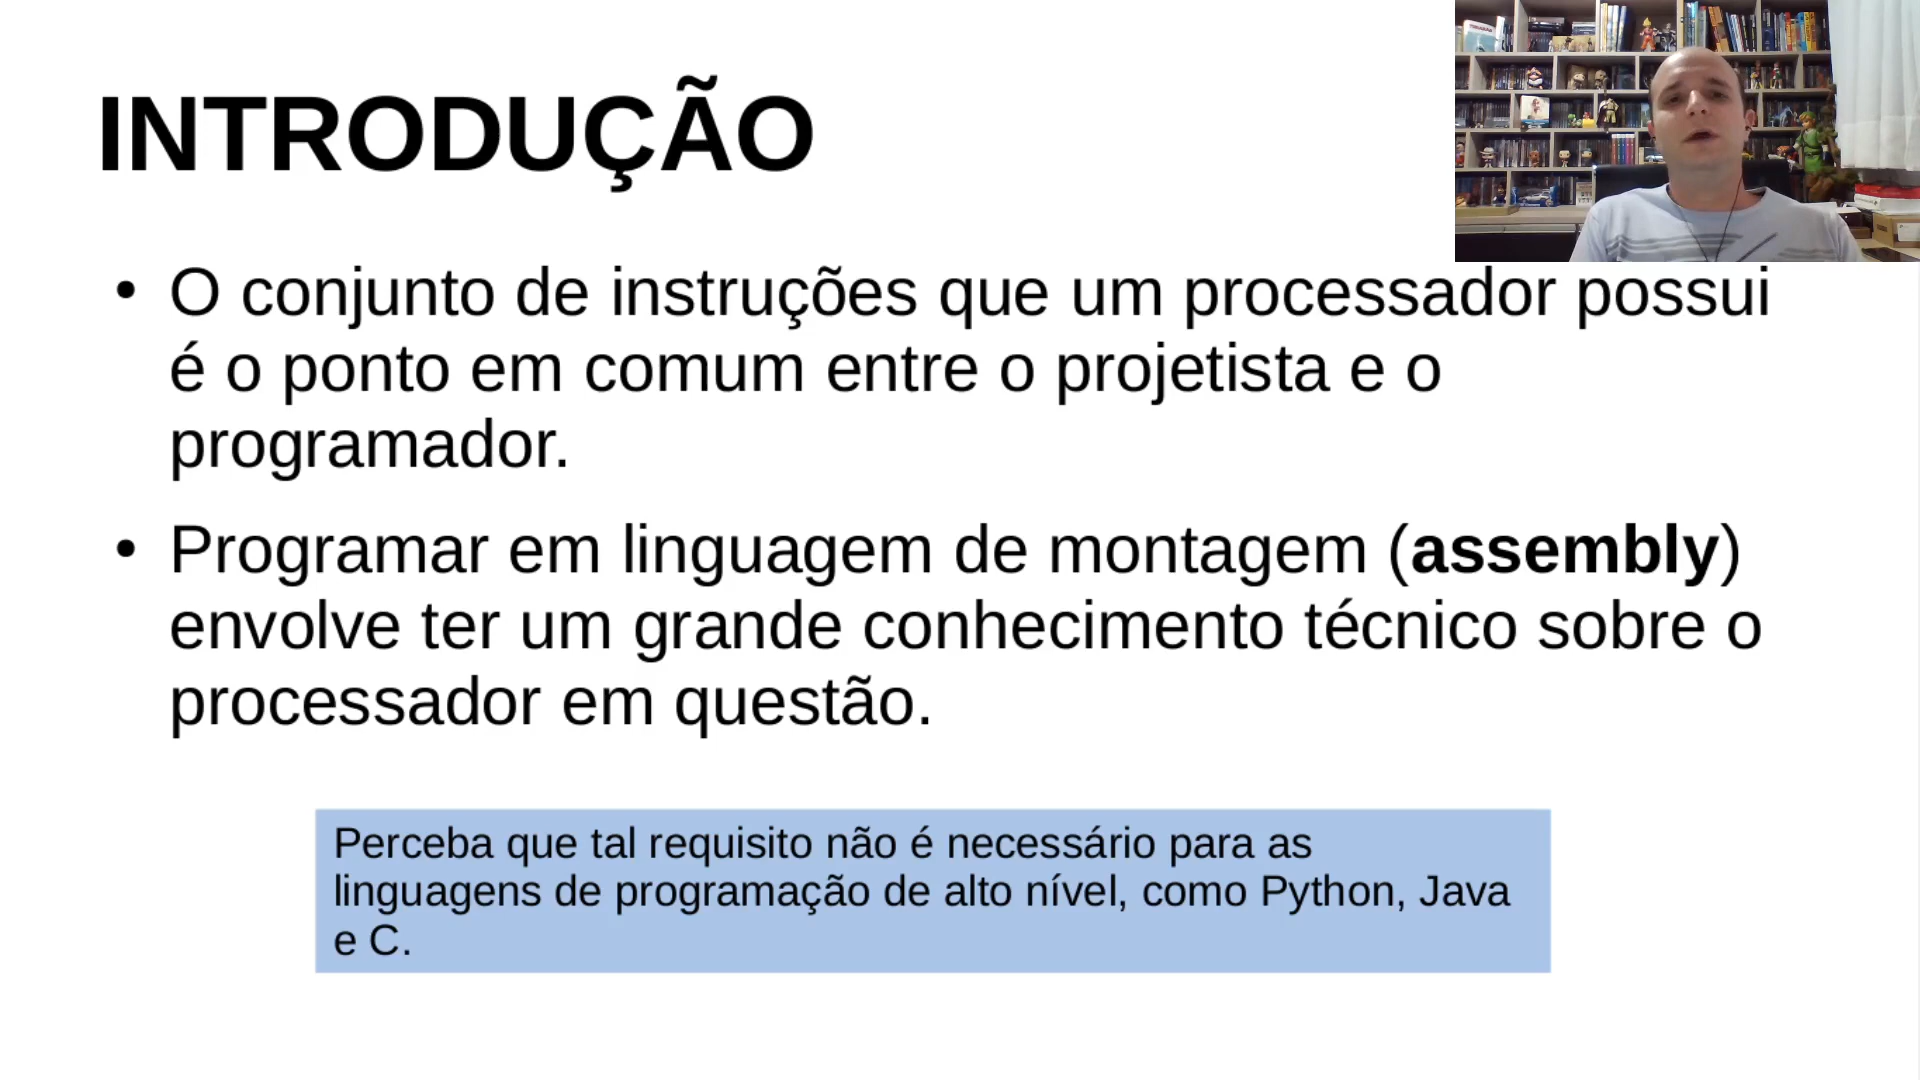 INTRODUÇÃO
• O conjunto de instruções que um processador possui
é o ponto em comum entre o projetista e o
programador.
• Programar em linguagem de montagem (assembly)
envolve ter um grande conhecimento técnico sobre o
processador em questão.
Perceba que tal requisito não é necessário para as
linguagens de programação de alto nível, como Python, Java
e C.